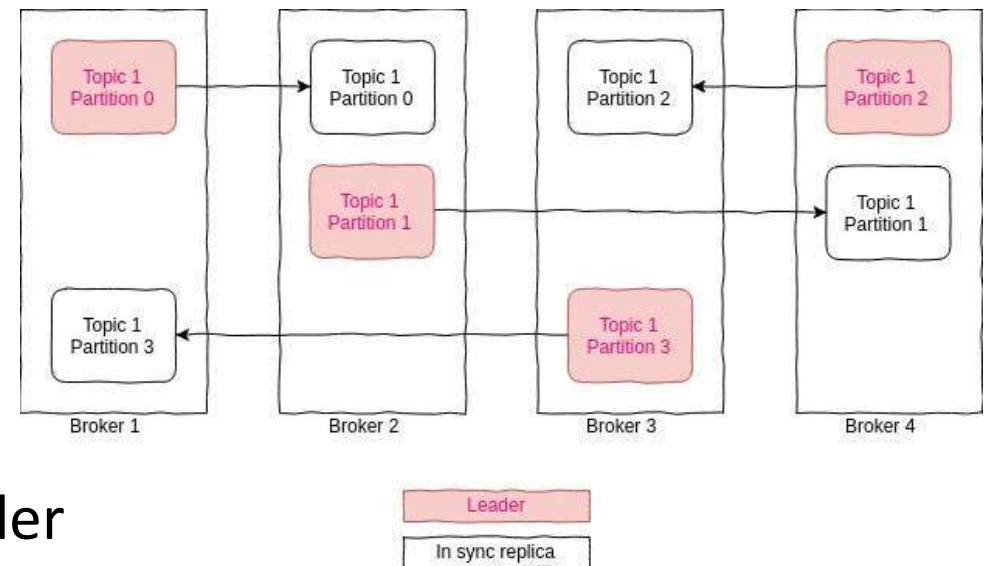 Topic 1
Partition 0
Topic 1
Partition 0
Topic 1
Partition 2
Topic 1
Partition 2
Topic 1
Partition 1
Topic 1
Partition 1
Topic 1
Partition 3
Topic 1
Partition 3
Broker 1
Broker 2
Broker 3
Broker 4
Leader
In sync replica